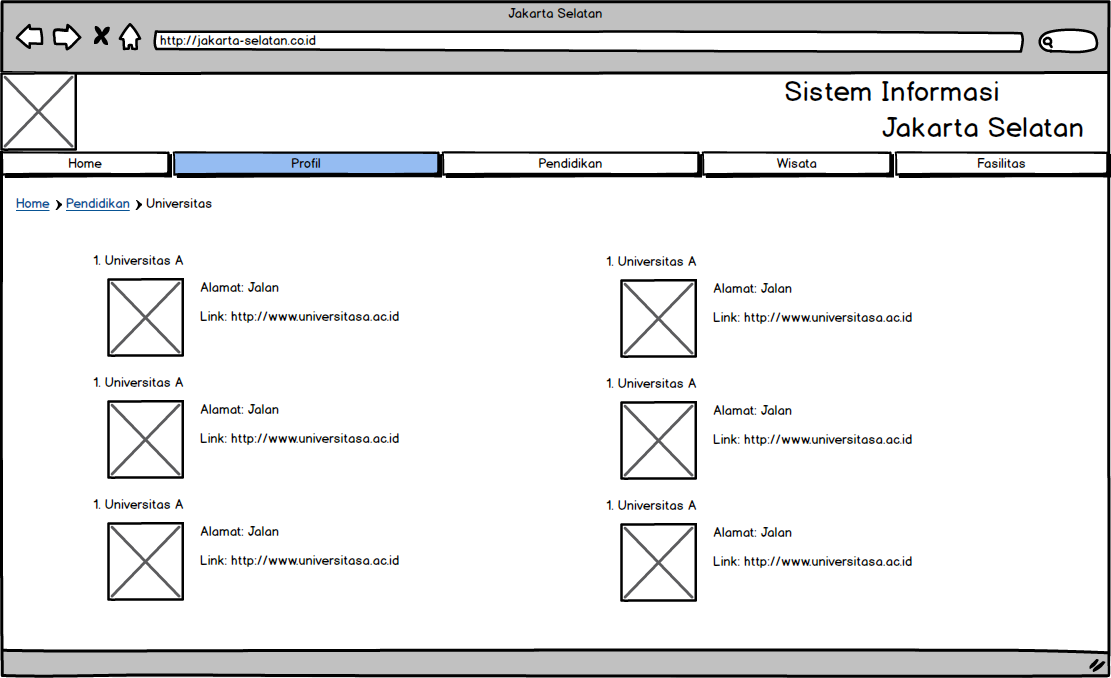 Jakarta Selatan
http://jakarta-selatan.co.id
Sistem Informasi
Jakarta Selatan
Home Profil Pendidikan Wisata Fasilitas
Home Pendidikan Universitas
1. Universitas A
Alamat: Jalan
Link: http://www.universitasa.ac.id
1. Universitas A
Alamat: Jalan
Link: http://www.universitasa.ac.id
1. Universitas A
Alamat: Jalan
Link: http://www.universitasa.ac.id
1. Universitas A
Alamat: Jalan
Link: http://www.universitasa.ac.id
1. Universitas A
Alamat: Jalan
Link: http://www.universitasa.ac.id
1. Universitas A
Alamat: Jalan
Link: http://www.universitasa.ac.id